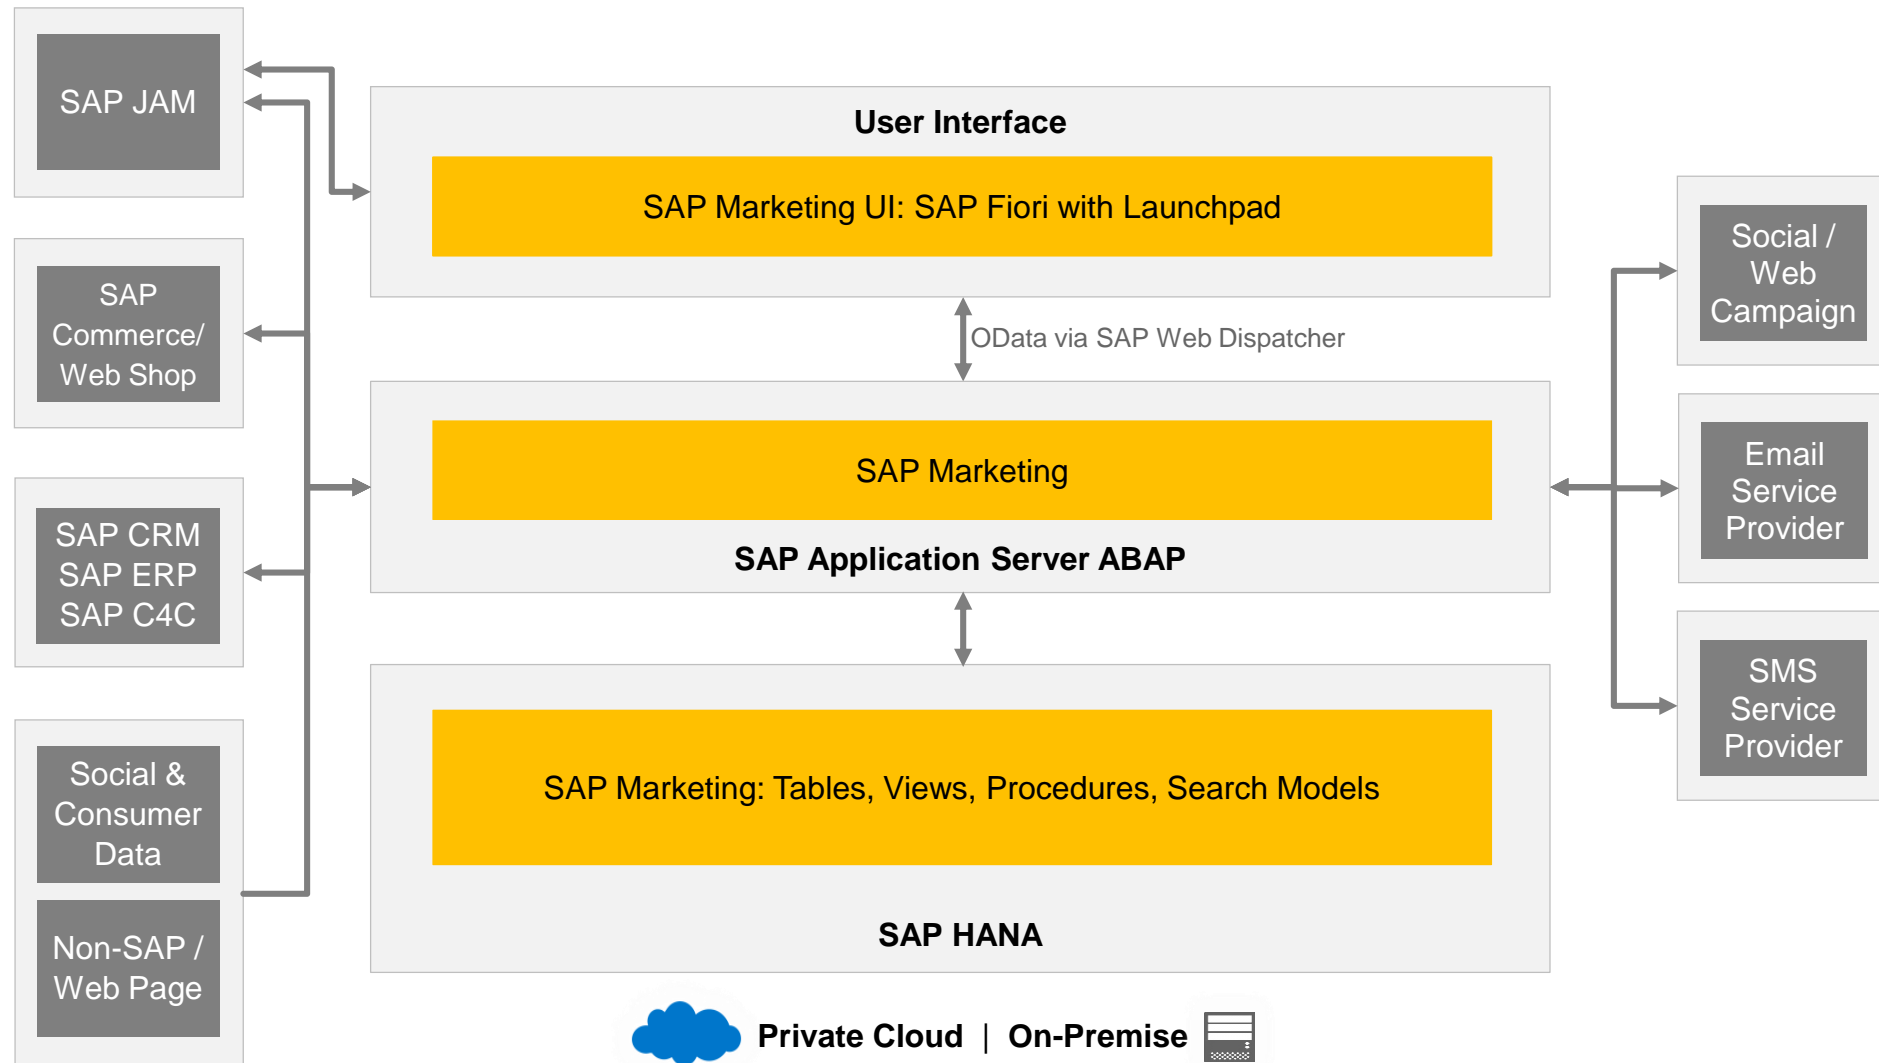 SAP JAM
SAP
Commerce/
Web Shop
SAP CRM
SAP ERP
SAP C4C
Social &
Consumer
Data
Non-SAP /
Web Page
User Interface
SAP Marketing UI: SAP Fiori with Launchpad
OData via SAP Web Dispatcher
SAP Marketing
SAP Application Server ABAP
SAP Marketing: Tables, Views, Procedures, Search Models
SAP HANA
Private Cloud | On-Premise
Social /
Web
Campaign
Email
Service
Provider
SMS
Service
Provider